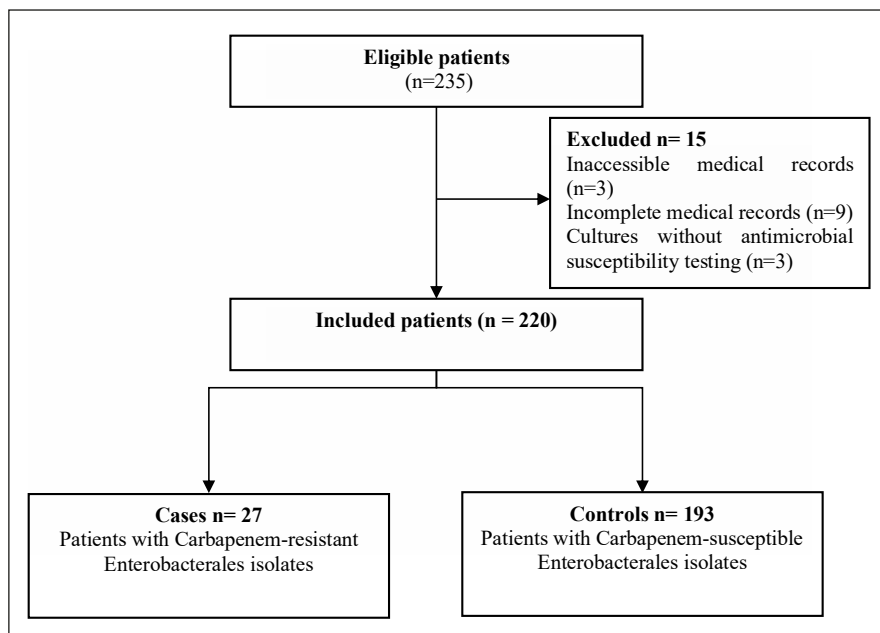 Eligible patients
(n=235)
Excluded n= 15
Inaccessible medical records
(n=3)
Incomplete medical records (n=9)
Cultures without antimicrobial
susceptibility testing (n=3)
Included patients (n = 220)
Cases n= 27
Patients with Carbapenem-resistant
Enterobacterales isolates
Controls n= 193
Patients with Carbapenem-susceptible
Enterobacterales isolates